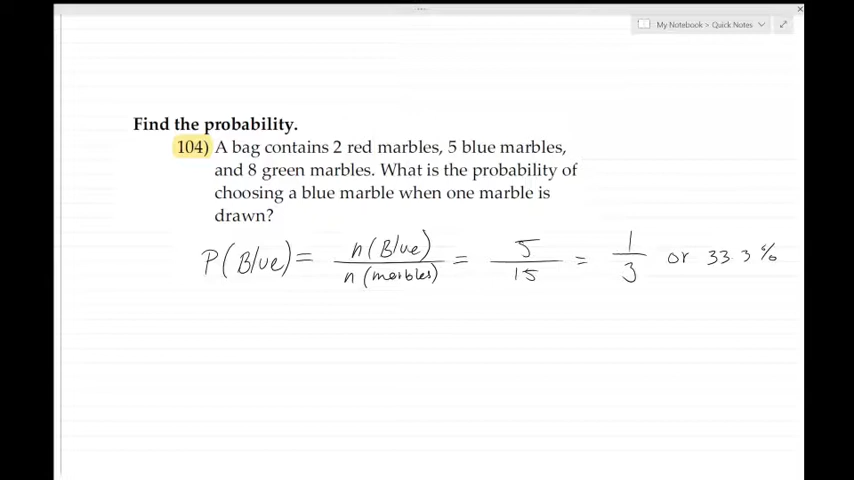 My Notebook > Quick Notes
Find the probability.
104) A bag contains 2 red marbles, 5 blue marbles,
and 8 green marbles. What is the probability of
choosing a blue marble when one marble is
drawn?
P(Blue) = n(Blue) / n(marbles) = 5 / 15 = 1 / 3 or 33 3 %